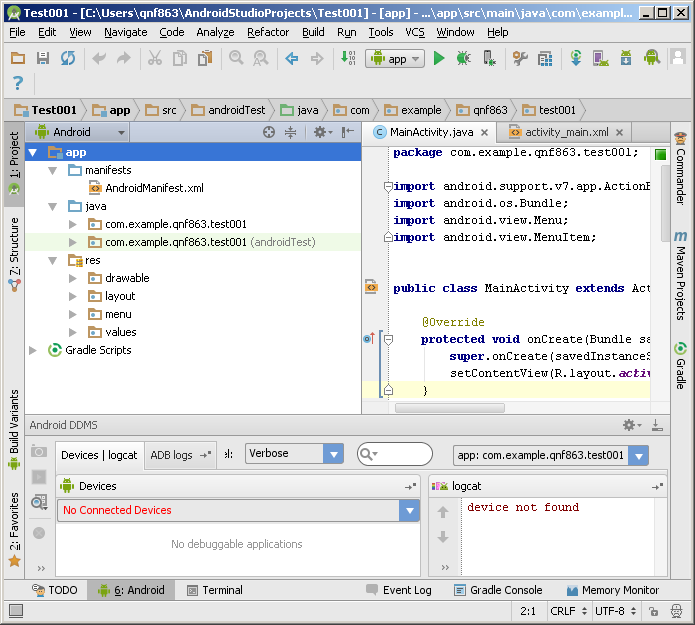 Test001 - [C:\Users\qnf863\AndroidStudioProjects\Test001] - [app] - ...\app\src\main\java\com\example...
File Edit View Navigate Code Analyze Refactor Build Run Tools VCS Window Help
app
?
Test001 app src androidTest java com example qnf863 test001
1: Project
Z: Structure
Build Variants
2: Favorites
Android
app
manifests
AndroidManifest.xml
java
com.example.qnf863.test001
com.example.qnf863.test001 (androidTest)
res
drawable
layout
menu
values
Gradle Scripts
MainActivity.java activity_main.xml
package com.example.qnf863.test001;
import android.support.v7.app.ActionB
import android.os.Bundle;
import android.view.Menu;
import android.view.MenuItem;
public class MainActivity extends Act
@Override
protected void onCreate(Bundle sa
super.onCreate(savedInstanceS
setContentView(R.layout.activ
}
Commander
Maven Projects
Gradle
Android DDMS
Devices | logcat ADB logs Verbose app: com.example.qnf863.test001
Devices
No Connected Devices
No debuggable applications
logcat
device not found
TODO 6: Android Terminal Event Log Gradle Console Memory Monitor
2:1 CRLF UTF-8